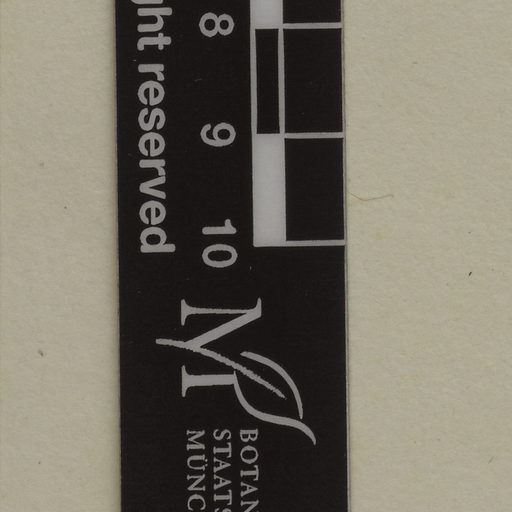 8 9 10
ght reserved
M
BOTAN
STAATS
MÜNC